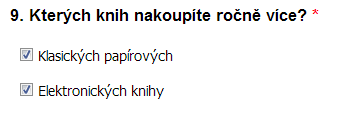 9. Kterých knih nakoupíte ročně více? *
Klasických papírových
Elektronických knihy